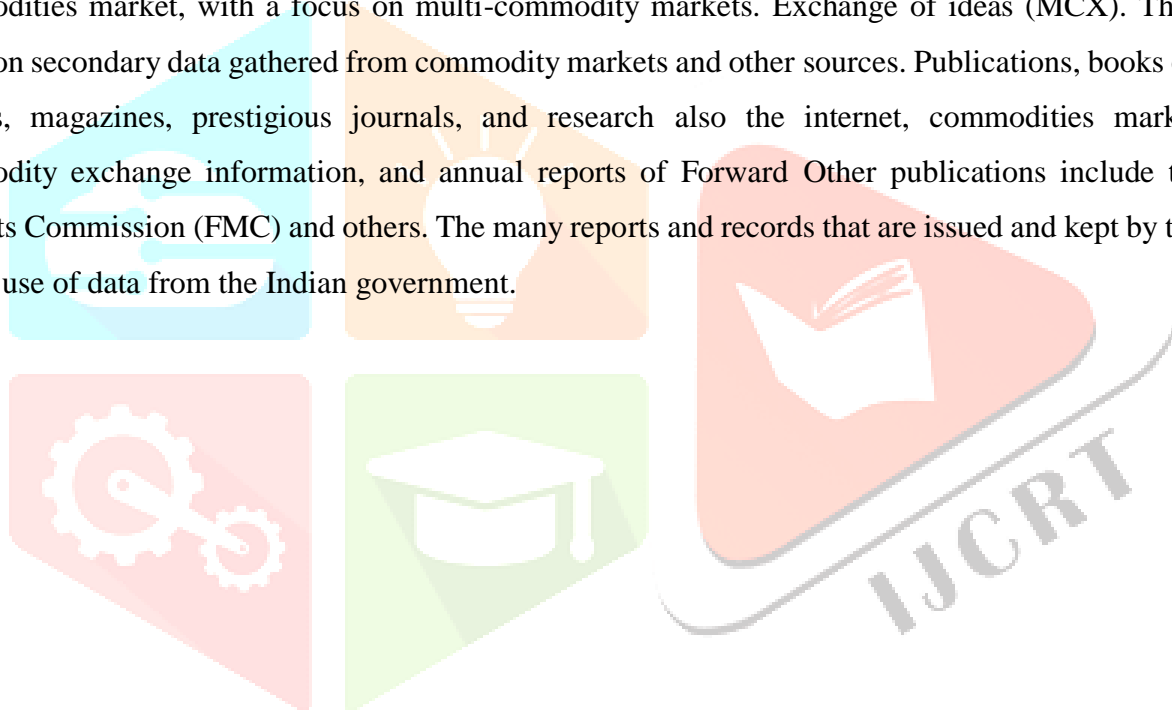 odities market, with a focus on multi-commodity markets. Exchange of ideas (MCX). Th
on secondary data gathered from commodity markets and other sources. Publications, books
s, magazines, prestigious journals, and research also the internet, commodities mark
odity exchange information, and annual reports of Forward Other publications include t
ts Commission (FMC) and others. The many reports and records that are issued and kept by t
use of data from the Indian government.
IJCRT